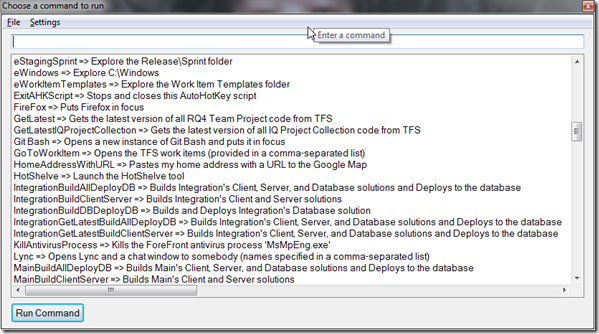 Choose a command to run
File Settings
Enter a command
eStagingSprint => Explore the Release\Sprint folder
eWindows => Explore C:\Windows
eWorkItemTemplates => Explore the Work Item Templates folder
ExitAHKScript => Stops and closes this AutoHotKey script
FireFox => Puts Firefox in focus
GetLatest => Gets the latest version of all RQ4 Team Project code from TFS
GetLatestIQProjectCollection => Gets the latest version of all IQ Project Collection code from TFS
Git Bash => Opens a new instance of Git Bash and puts it in focus
GoToWorkItem => Opens the TFS work items (provided in a comma-separated list)
HomeAddressWithURL => Pastes my home address with a URL to the Google Map
HotShelve => Launch the HotShelve tool
IntegrationBuildAllDeployDB => Builds Integration's Client, Server, and Database solutions and Deploys to the database
IntegrationBuildClientServer => Builds Integration's Client and Server solutions
IntegrationBuildDBDeployDB => Builds and Deploys Integration's Database solution
IntegrationGetLatestBuildAllDeployDB => Builds Integration's Client, Server, and Database solutions and Deploys to the database
IntegrationGetLatestBuildClientServer => Builds Integration's Client, Server, and Database solutions and Deploys to the database
KillAntivirusProcess => Kills the ForeFront antivirus process 'MsMpEng.exe'
Lync => Opens Lync and a chat window to somebody (names specified in a comma-separated list)
MainBuildAllDeployDB => Builds Main's Client, Server, and Database solutions and Deploys to the database
MainBuildClientServer => Builds Main's Client and Server solutions
Run Command